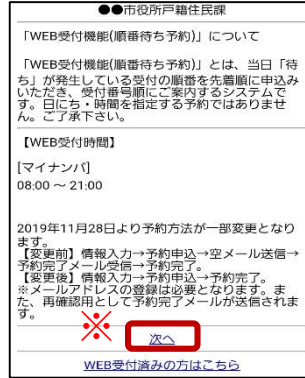 ●●市役所戸籍住民課
「WEB受付機能(順番待ち予約)」について
「WEB受付機能(順番待ち予約)」とは、当日「待
ち」が発生している受付の順番を先着順に申込み
いただき、受付番号順にご案内するシステムで
す。日にち・時間を指定する予約ではありませ
ん。ご了承下さい。
【WEB受付時間】
[マイナンバ]
08:00 ～ 21:00
2019年11月28日より予約方法が一部変更となり
ます。
【変更前】情報入力→予約申込→空メール送信→
予約完了メール受信→予約完了。
【変更後】情報入力→予約申込→予約完了。
※メールアドレスの登録は必要となります。ま
た、再確認用として予約完了メールが送信されま
す。
※
次へ
WEB受付済みの方はこちら